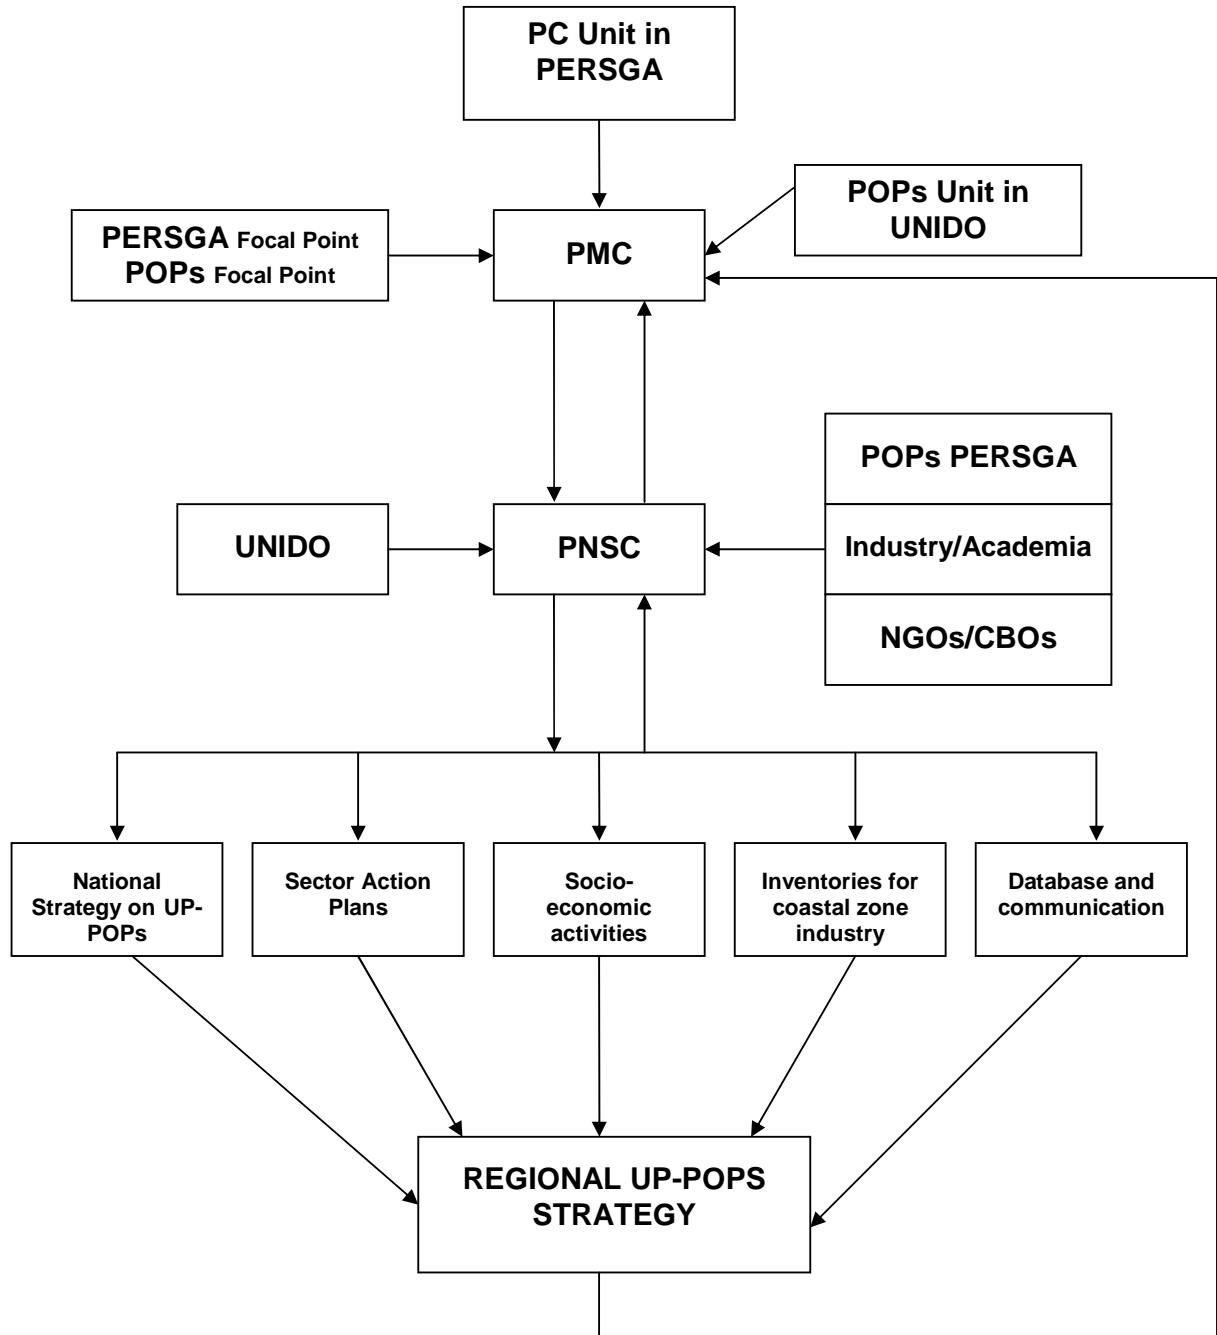 PC Unit in
PERSGA
POPs Unit in
UNIDO
PERSGA Focal Point
POPs Focal Point
PMC
POPs PERSGA
UNIDO
PNSC
Industry/Academia
NGOs/CBOs
National
Strategy on UP-
POPs
Sector Action
Plans
Socio-
economic
activities
Inventories for
coastal zone
industry
Database and
communication
REGIONAL UP-POPS
STRATEGY